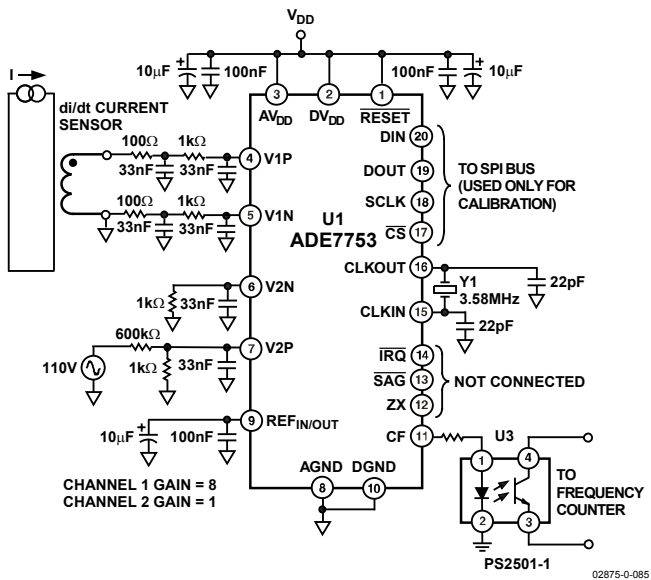 V_DD
10μF
100nF
100nF
10μF
I
di/dt CURRENT
SENSOR
3
2
1
AV_DD
DV_DD
RESET
100Ω
1kΩ
33nF
33nF
4
V1P
100Ω
1kΩ
33nF
33nF
5
V1N
U1
ADE7753
DIN
20
DOUT
19
SCLK
18
CS
17
TO SPI BUS
(USED ONLY FOR
CALIBRATION)
CLKOUT
16
Y1
3.58MHz
22pF
CLKIN
15
22pF
6
V2N
1kΩ
33nF
600kΩ
7
V2P
110V
1kΩ
33nF
IRQ
14
SAG
13
ZX
12
NOT CONNECTED
9
REF_IN/OUT
10μF
100nF
CF
11
U3
1
4
2
3
TO
FREQUENCY
COUNTER
PS2501-1
AGND
DGND
8
10
CHANNEL 1 GAIN = 8
CHANNEL 2 GAIN = 1
02875-0-085